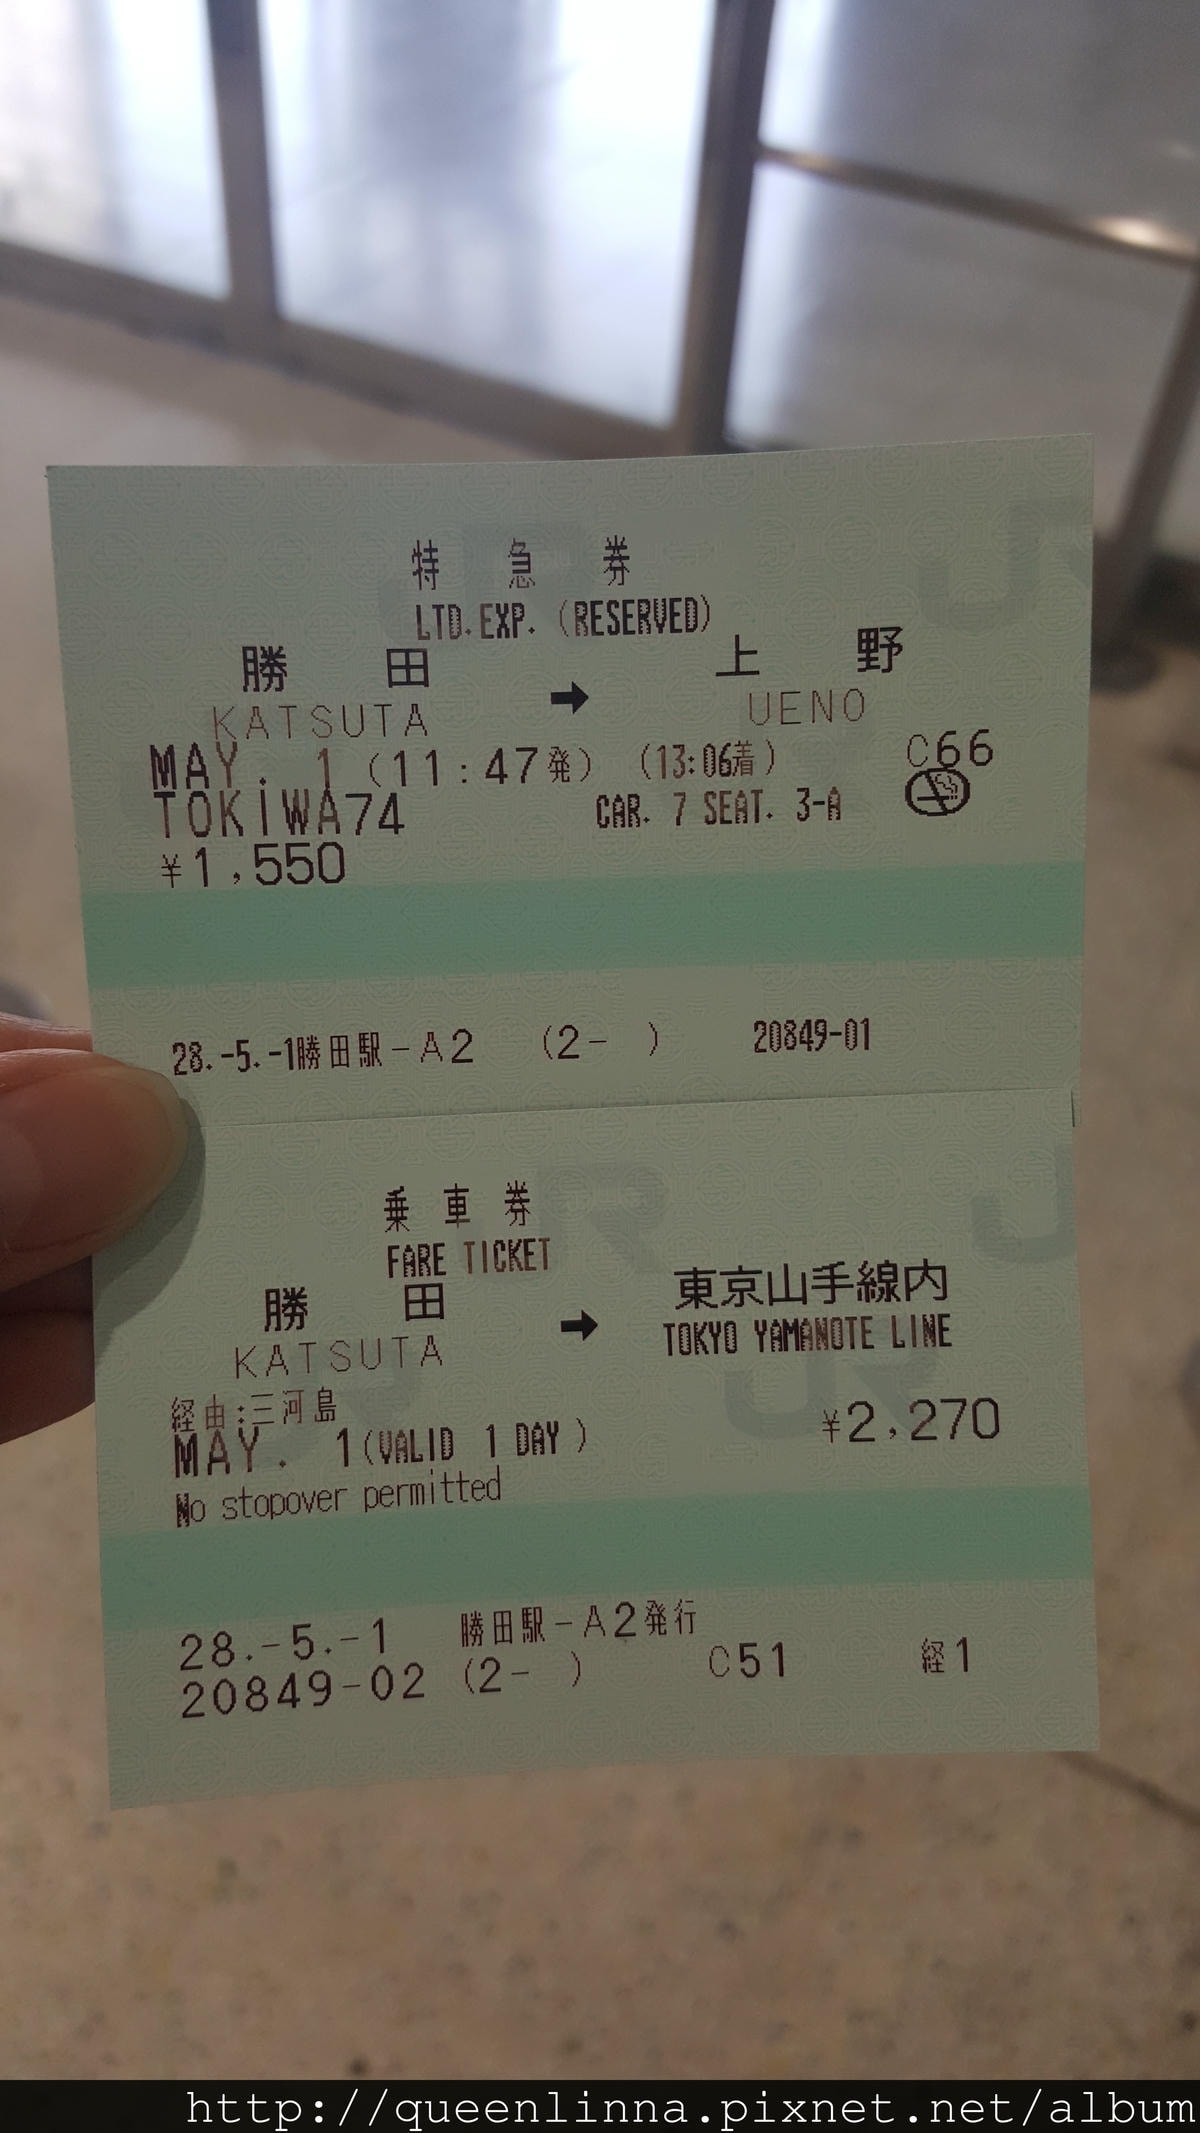 特急券
LTD.EXP. (RESERVED)
勝田 ➡ 上野
KATSUTA UENO
MAY. 1 (11:47発) (13:06着) C66
TOKIWA74 CAR. 7 SEAT. 3-A
¥1,550
28.-5.-1勝田駅-A2 (2- ) 20849-01
乗車券
FARE TICKET
勝田 ➡ 東京山手線内
KATSUTA TOKYO YAMANOTE LINE
経由:三河島
MAY. 1(VALID 1 DAY ) ¥2,270
No stopover permitted
28.-5.-1 勝田駅-A2発行
20849-02 (2- ) C51 経1
http://queenlinna.pixnet.net/album